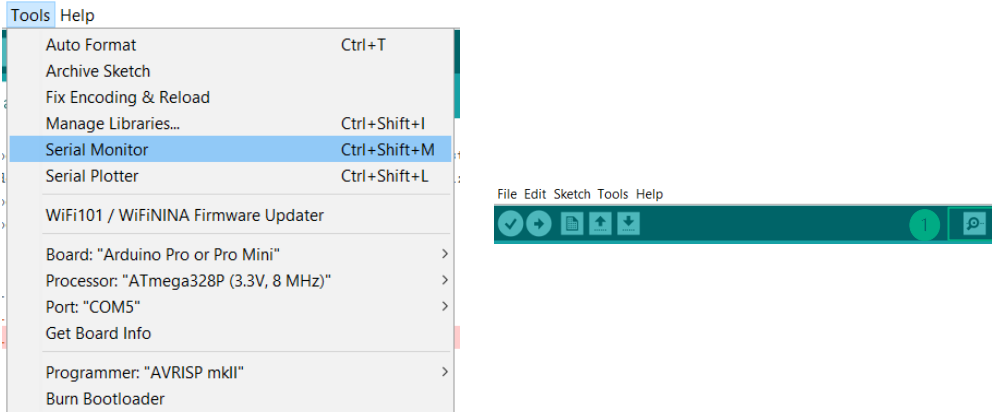 Tools Help
Auto Format Ctrl+T
Archive Sketch
Fix Encoding & Reload
Manage Libraries... Ctrl+Shift+I
Serial Monitor Ctrl+Shift+M
Serial Plotter Ctrl+Shift+L
WiFi101 / WiFiNINA Firmware Updater
Board: "Arduino Pro or Pro Mini"
Processor: "ATmega328P (3.3V, 8 MHz)"
Port: "COM5"
Get Board Info
Programmer: "AVRISP mkII"
Burn Bootloader
File Edit Sketch Tools Help
1